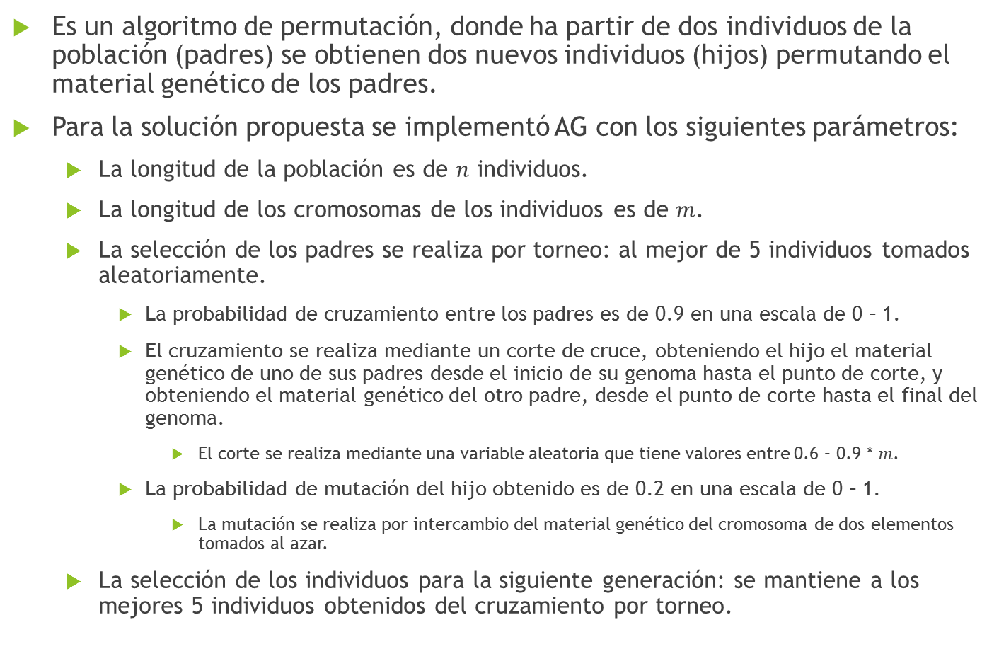 Es un algoritmo de permutación, donde ha partir de dos individuos de la
población (padres) se obtienen dos nuevos individuos (hijos) permutando el
material genético de los padres.
Para la solución propuesta se implementó AG con los siguientes parámetros:
La longitud de la población es de n individuos.
La longitud de los cromosomas de los individuos es de m.
La selección de los padres se realiza por torneo: al mejor de 5 individuos tomados
aleatoriamente.
La probabilidad de cruzamiento entre los padres es de 0.9 en una escala de 0 – 1.
El cruzamiento se realiza mediante un corte de cruce, obteniendo el hijo el material
genético de uno de sus padres desde el inicio de su genoma hasta el punto de corte, y
obteniendo el material genético del otro padre, desde el punto de corte hasta el final del
genoma.
El corte se realiza mediante una variable aleatoria que tiene valores entre 0.6 – 0.9 * m.
La probabilidad de mutación del hijo obtenido es de 0.2 en una escala de 0 – 1.
La mutación se realiza por intercambio del material genético del cromosoma de dos elementos
tomados al azar.
La selección de los individuos para la siguiente generación: se mantiene a los
mejores 5 individuos obtenidos del cruzamiento por torneo.